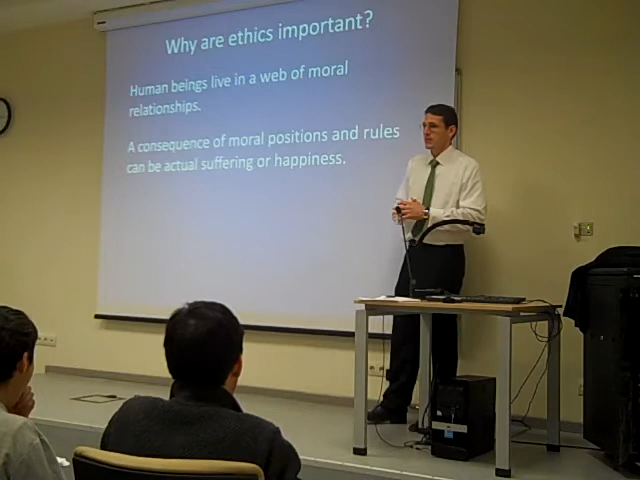 Why are ethics important?
Human beings live in a web of moral
relationships.
A consequence of moral positions and rules
can be actual suffering or happiness.